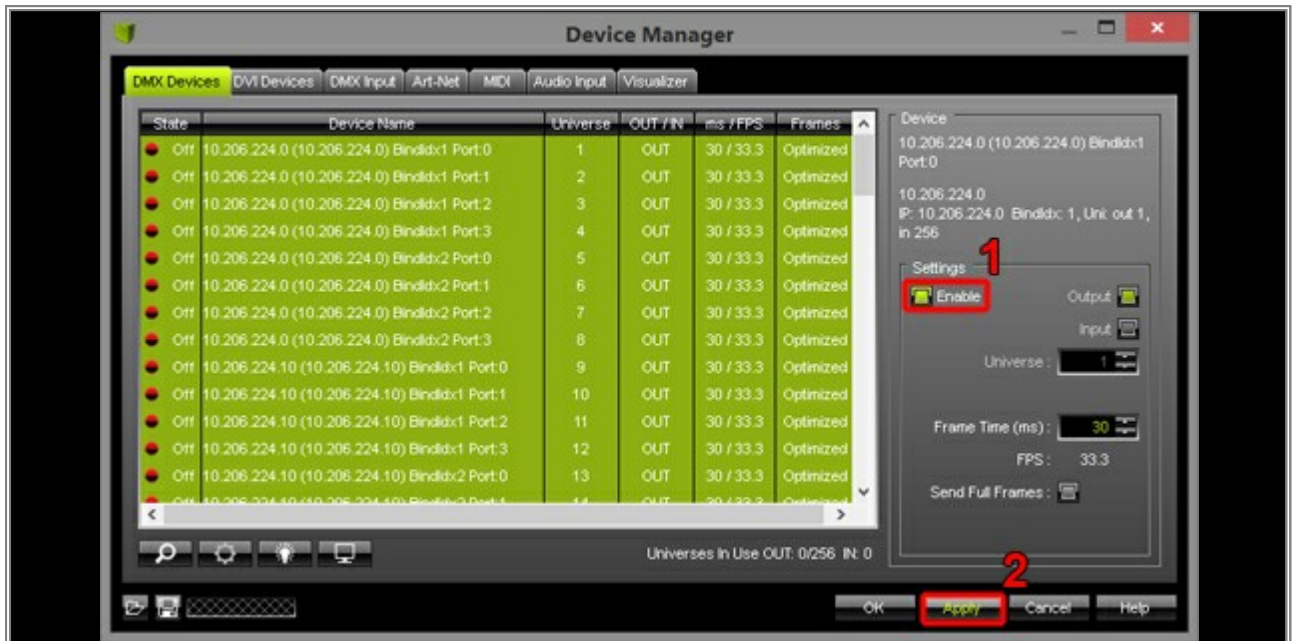 Device Manager
DMX Devices DVI Devices DMX Input Art-Net MIDI Audio Input Visualizer
State Device Name Universe OUT / IN ms / FPS Frames
Off 10.206.224.0 (10.206.224.0) BindIdx1 Port:0 1 OUT 30 / 33.3 Optimized
Off 10.206.224.0 (10.206.224.0) BindIdx1 Port:1 2 OUT 30 / 33.3 Optimized
Off 10.206.224.0 (10.206.224.0) BindIdx1 Port:2 3 OUT 30 / 33.3 Optimized
Off 10.206.224.0 (10.206.224.0) BindIdx1 Port:3 4 OUT 30 / 33.3 Optimized
Off 10.206.224.0 (10.206.224.0) BindIdx2 Port:0 5 OUT 30 / 33.3 Optimized
Off 10.206.224.0 (10.206.224.0) BindIdx2 Port:1 6 OUT 30 / 33.3 Optimized
Off 10.206.224.0 (10.206.224.0) BindIdx2 Port:2 7 OUT 30 / 33.3 Optimized
Off 10.206.224.0 (10.206.224.0) BindIdx2 Port:3 8 OUT 30 / 33.3 Optimized
Off 10.206.224.10 (10.206.224.10) BindIdx1 Port:0 9 OUT 30 / 33.3 Optimized
Off 10.206.224.10 (10.206.224.10) BindIdx1 Port:1 10 OUT 30 / 33.3 Optimized
Off 10.206.224.10 (10.206.224.10) BindIdx1 Port:2 11 OUT 30 / 33.3 Optimized
Off 10.206.224.10 (10.206.224.10) BindIdx1 Port:3 12 OUT 30 / 33.3 Optimized
Off 10.206.224.10 (10.206.224.10) BindIdx2 Port:0 13 OUT 30 / 33.3 Optimized
Universes In Use OUT: 0/256 IN: 0
Device
10.206.224.0 (10.206.224.0) BindIdx1
Port:0
10.206.224.0
IP: 10.206.224.0 BindIdx: 1, Uni: out 1,
in 256
1
Settings
Enable Output
Input
Universe : 1
Frame Time (ms) : 30
FPS : 33.3
Send Full Frames :
2
OK Apply Cancel Help